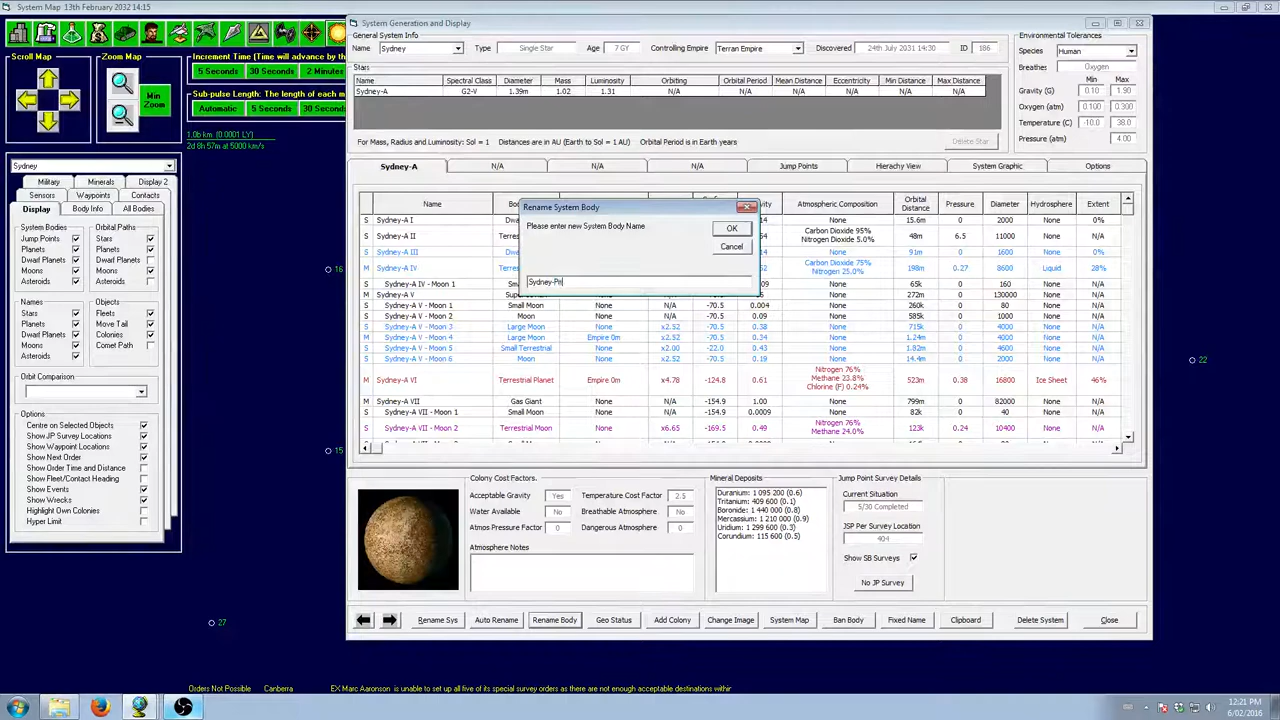 System Map 13th February 2032 14:15
System Generation and Display
Scroll Map
Zoom Map
Min
Zoom
Increment Time (Time will advance by th
5 Seconds
30 Seconds
2 Minutes
Sub-pulse Length: The length of each m
Automatic
5 Seconds
30 Seconds
1.0b km (0.0001 LY)
2d 8h 57m at 5000 km/s
Sydney
Military
Minerals
Display 2
Sensors
Waypoints
Contacts
Display
Body Info
All Bodies
System Bodies
Orbital Paths
Jump Points
Stars
Planets
Planets
Dwarf Planets
Dwarf Planets
Moons
Moons
Asteroids
Asteroids
Names
Objects
Stars
Fleets
Planets
Move Tail
Dwarf Planets
Colonies
Moons
Comet Path
Asteroids
Orbit Comparison
Options
Centre on Selected Objects
Show JP Survey Locations
Show Waypoint Locations
Show Next Order
Show Order Time and Distance
Show Fleet/Contact Heading
Show Events
Show Wrecks
Highlight Own Colonies
Hyper Limit
16
15
27
22
General System Info
Name Sydney Type Single Star Age 7 GY Controlling Empire Terran Empire Discovered 24th July 2031 14:30 ID 186
Stars
Name Spectral Class Diameter Mass Luminosity Orbiting Orbital Period Mean Distance Eccentricity Min Distance Max Distance
Sydney-A G2-V 1.39m 1.02 1.31 N/A N/A N/A N/A N/A N/A
For Mass, Radius and Luminosity: Sol = 1 Distances are in AU (Earth to Sol = 1 AU) Orbital Period is in Earth years
Delete Star
Environmental Tolerances
Species Human
Breathe: Oxygen
Min Max
Gravity (G) 0.10 1.90
Oxygen (atm) 0.100 0.300
Temperature (C) -10.0 38.0
Pressure (atm) 4.00
Sydney-A N/A N/A N/A Jump Points Hierachy View System Graphic Options
Name Atmospheric Composition Orbital Distance Pressure Diameter Hydrosphere Extent
S Sydney-A I None 15.6m 0 2000 None 0%
S Sydney-A II Carbon Dioxide 95% Nitrogen Dioxide 5.0% 48m 6.5 11000 None N/A
S Sydney-A III None 91m 0 1600 None 0%
M Sydney-A IV Carbon Dioxide 75% Nitrogen 25.0% 198m 0.27 8600 Liquid 28%
S Sydney-A IV - Moon 1 None 65k 0 160 None N/A
M Sydney-A V None 272m 0 130000 None N/A
S Sydney-A V - Moon 1 Small Moon None N/A -70.5 0.004 None 260k 0 80 None N/A
S Sydney-A V - Moon 2 Moon None N/A -70.5 0.09 None 585k 0 1000 None N/A
S Sydney-A V - Moon 3 Large Moon None x2.52 -70.5 0.38 None 715k 0 4000 None N/A
M Sydney-A V - Moon 4 Large Moon Empire 0m x2.52 -70.5 0.34 None 1.24m 0 4000 None N/A
S Sydney-A V - Moon 5 Small Terrestrial None x2.00 -22.0 0.43 None 1.82m 0 4600 None N/A
S Sydney-A V - Moon 6 Moon None x2.52 -70.5 0.19 None 14.4m 0 2000 None N/A
M Sydney-A VI Terrestrial Planet Empire 0m x4.78 -124.8 0.61 Nitrogen 76% Methane 23.8% Chlorine (F) 0.24% 523m 0.38 16800 Ice Sheet 46%
M Sydney-A VII Gas Giant None N/A -154.9 1.00 None 799m 0 82000 None N/A
S Sydney-A VII - Moon 1 Small Moon None N/A -154.9 0.0009 None 82k 0 40 None N/A
S Sydney-A VII - Moon 2 Terrestrial Moon None x6.65 -169.5 0.49 Nitrogen 76% Methane 24.0% 123k 0.24 10400 None N/A
Rename System Body
Please enter new System Body Name
OK
Cancel
Sydney-Pri
Colony Cost Factors.
Acceptable Gravity Yes Temperature Cost Factor 2.5
Water Available No Breathable Atmosphere No
Atmos Pressure Factor 0 Dangerous Atmosphere 0
Atmosphere Notes
Mineral Deposits
Duranium: 1 095 200 (0.6)
Tritanium: 409 600 (0.1)
Boronide: 1 440 000 (0.8)
Mercassium: 1 210 000 (0.9)
Uridium: 1 299 600 (0.3)
Corundium: 115 600 (0.5)
Jump Point Survey Details
Current Situation
5/30 Completed
JSP Per Survey Location
404
Show SB Surveys
No JP Survey
Rename Sys Auto Rename Rename Body Geo Status Add Colony Change Image System Map Ban Body Fixed Name Clipboard Delete System Close
Orders Not Possible Canberra EX Marc Aaronson is unable to set up all five of its special survey orders as there are not enough acceptable destinations withir
12:21 PM
6/02/2016